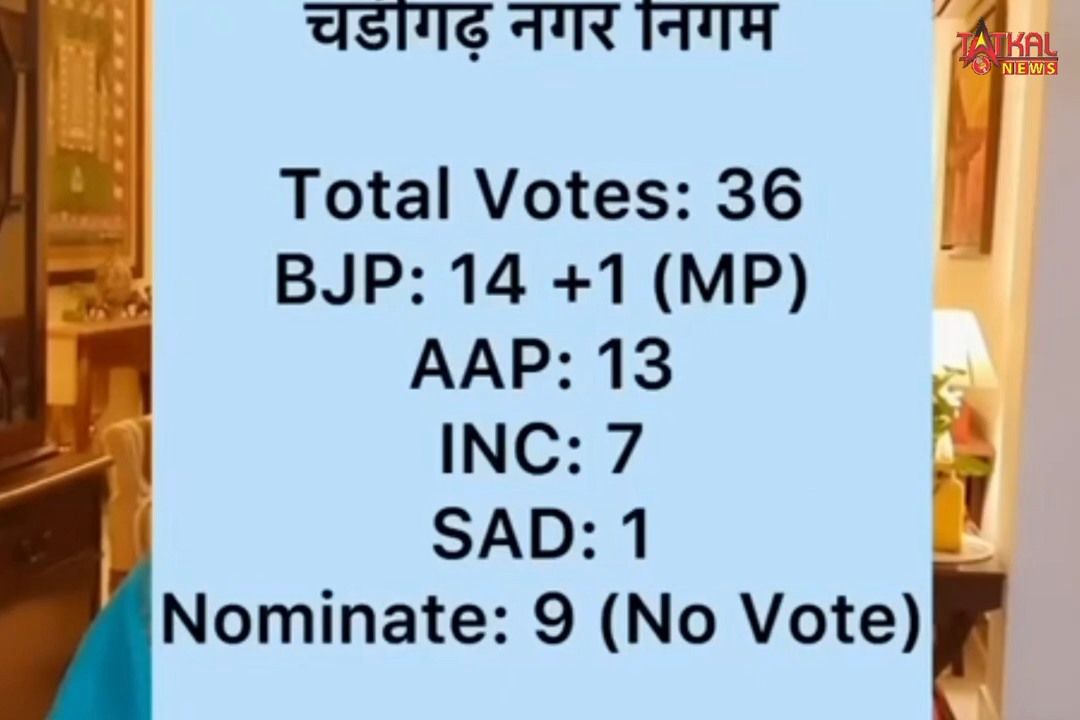 चंडीगढ़ नगर निगम
TATKAL
NEWS
Total Votes: 36
BJP: 14 +1 (MP)
AAP: 13
INC: 7
SAD: 1
Nominate: 9 (No Vote)